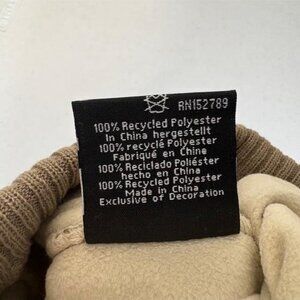 RN152789
100% Recycled Polyester
In China hergestellt
100% recyclé Polyester
Fabriqué en Chine
100% Reciclado Poliéster
hecho en China
100% Recycled Polyester
Made in China
Exclusive of Decoration